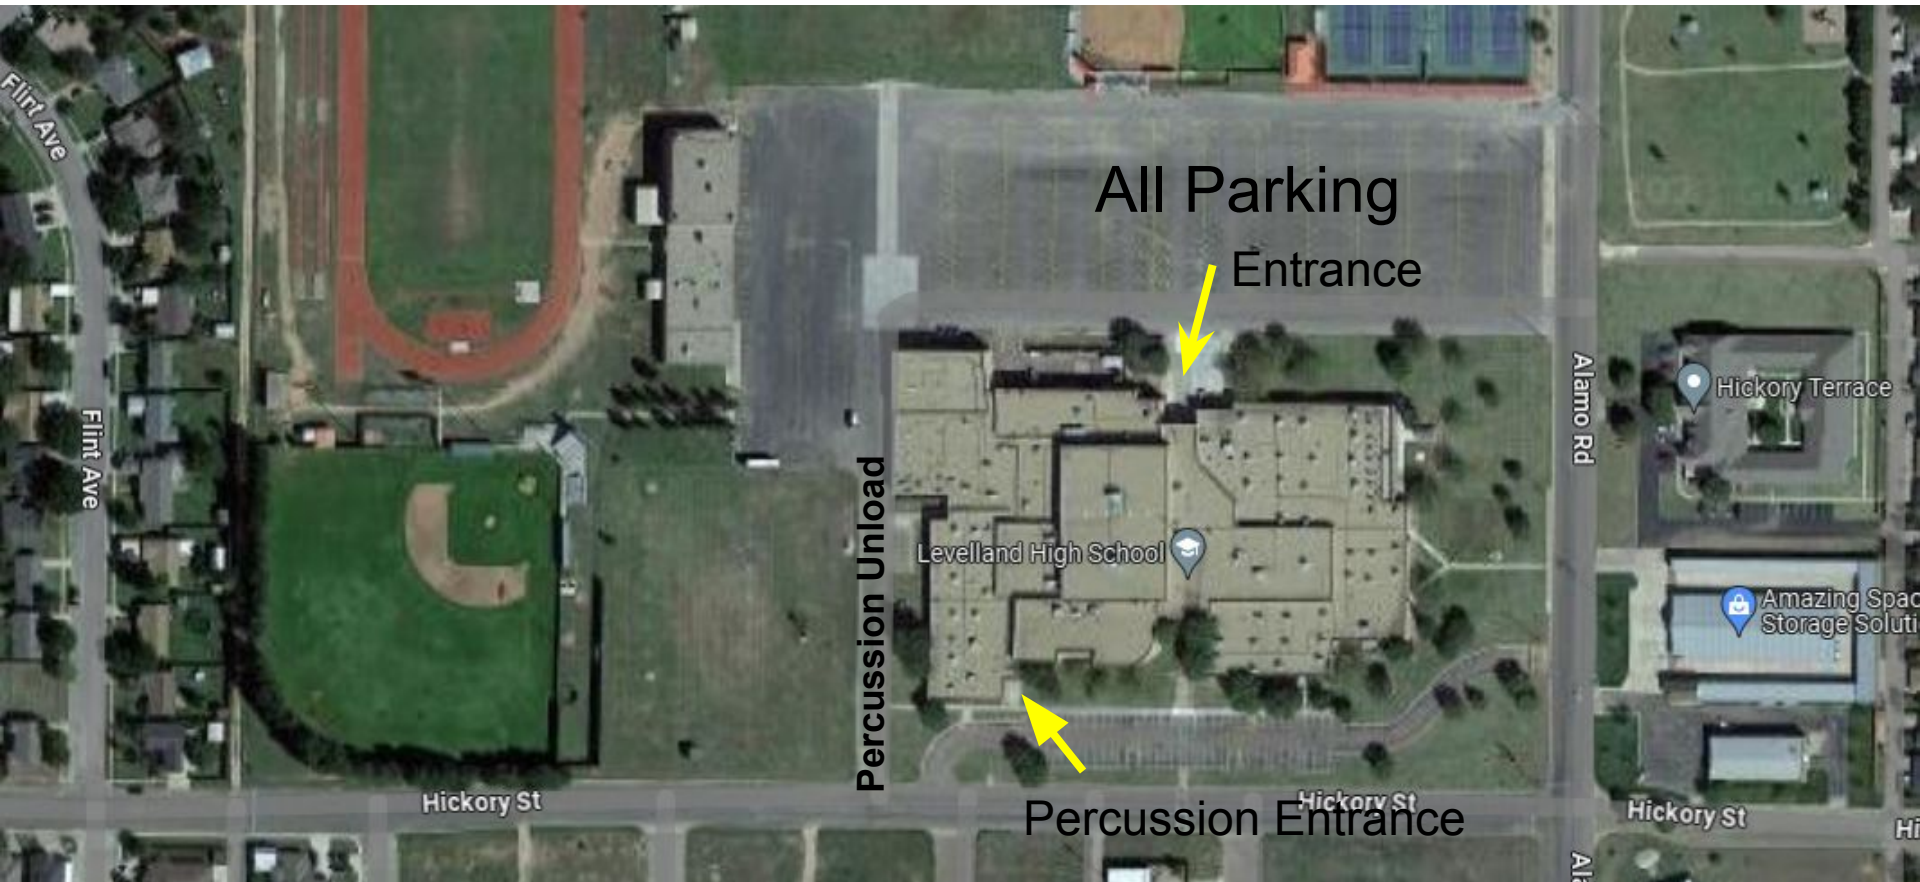 Flint Ave
All Parking
Entrance
Alamo Rd
Hickory Terrace
Flint Ave
Percussion Unload
Levelland High School
Amazing Spac
Storage Soluti
Hickory St
Percussion Entrance
Hickory St
Hickory St
Hi
Ala